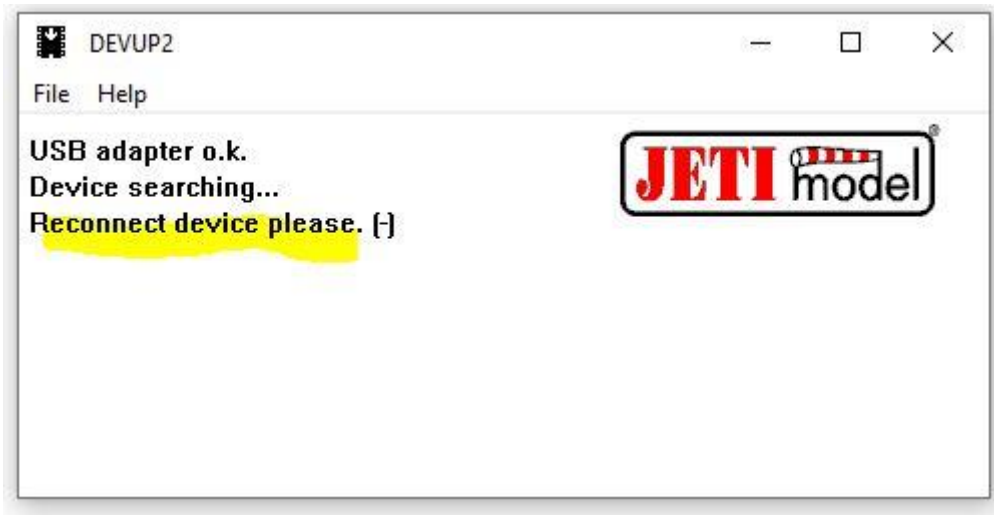 DEVUP2
File Help
USB adapter o.k.
Device searching...
Reconnect device please. (-)
JETI model®